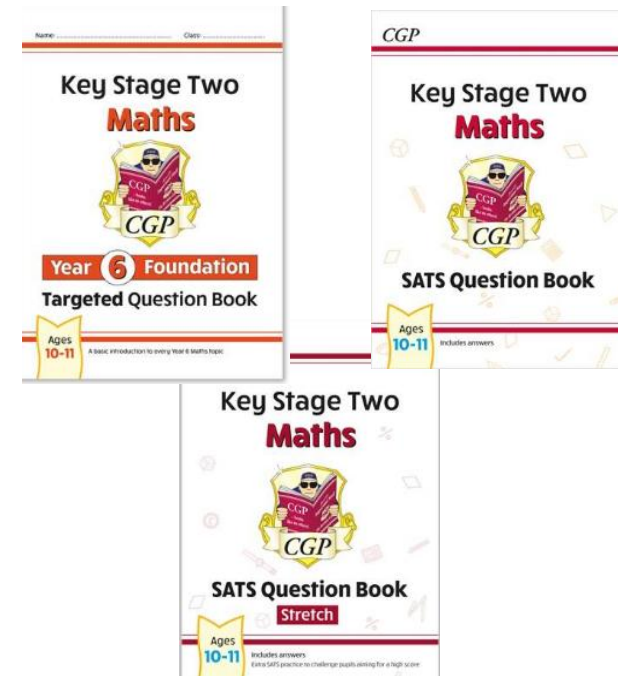 Name:
Class:
Key Stage Two
Maths
CGP
CGP
Year 6 Foundation
Targeted Question Book
Ages
10-11
A basic introduction to every Year 6 Maths topic
CGP
Key Stage Two
Maths
CGP
CGP
SATS Question Book
Ages
10-11
Includes answers
Key Stage Two
Maths
CGP
CGP
SATS Question Book
Stretch
Ages
10-11
Includes answers
Extra SATS practice to challenge pupils aiming for a high score